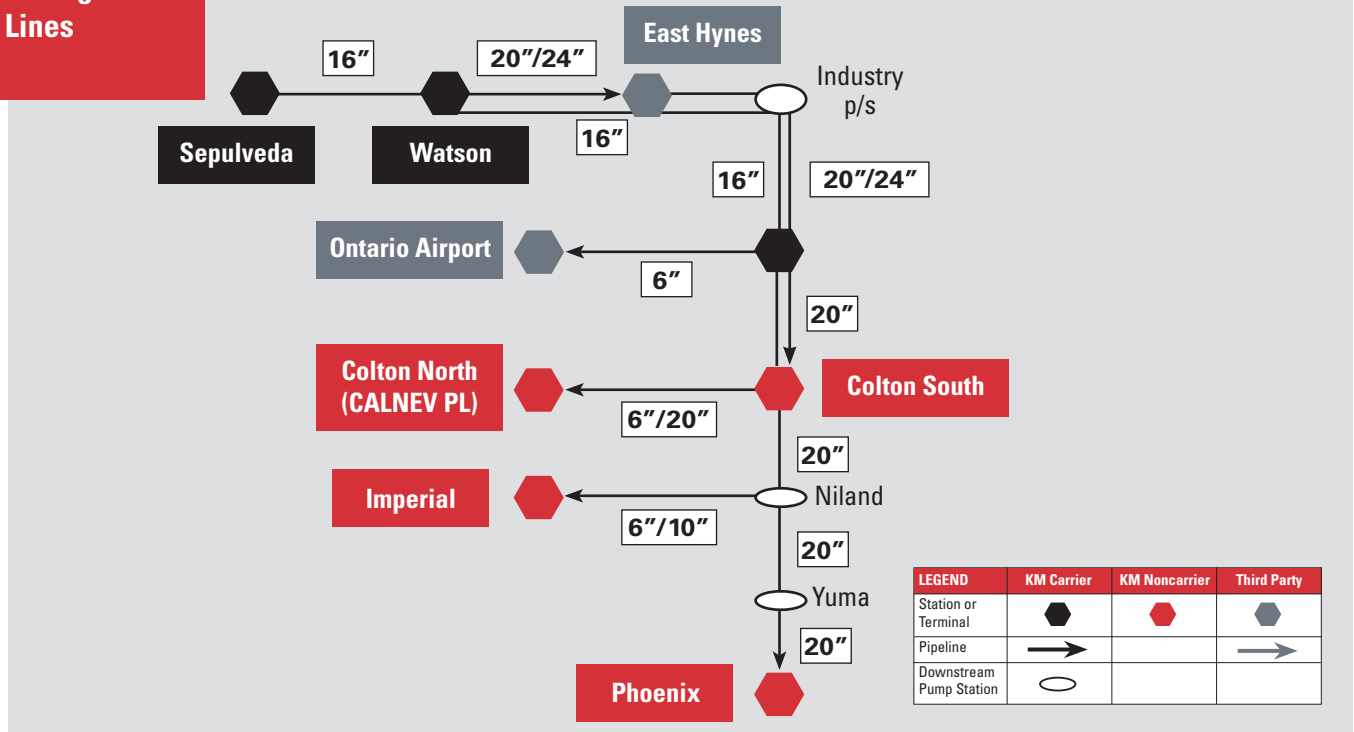 Lines
East Hynes
16″
20″/24″
Industry
p/s
Sepulveda
Watson
16″
16″
20″/24″
Ontario Airport
6″
20″
Colton North
(CALNEV PL)
Colton South
6″/20″
20″
Imperial
Niland
6″/10″
20″
Yuma
20″
Phoenix
LEGEND KM Carrier KM Noncarrier Third Party
Station or
Terminal
Pipeline
Downstream
Pump Station